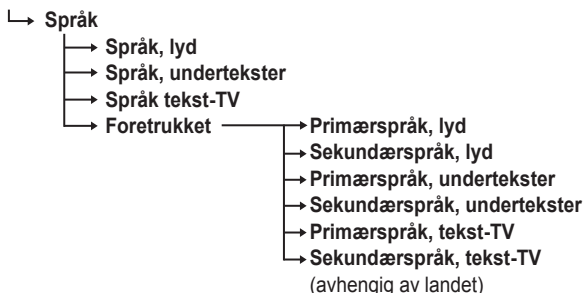 Språk
Språk, lyd
Språk, undertekster
Språk tekst-TV
Foretrukket
Primærspråk, lyd
Sekundærspråk, lyd
Primærspråk, undertekster
Sekundærspråk, undertekster
Primærspråk, tekst-TV
Sekundærspråk, tekst-TV
(avhengig av landet)